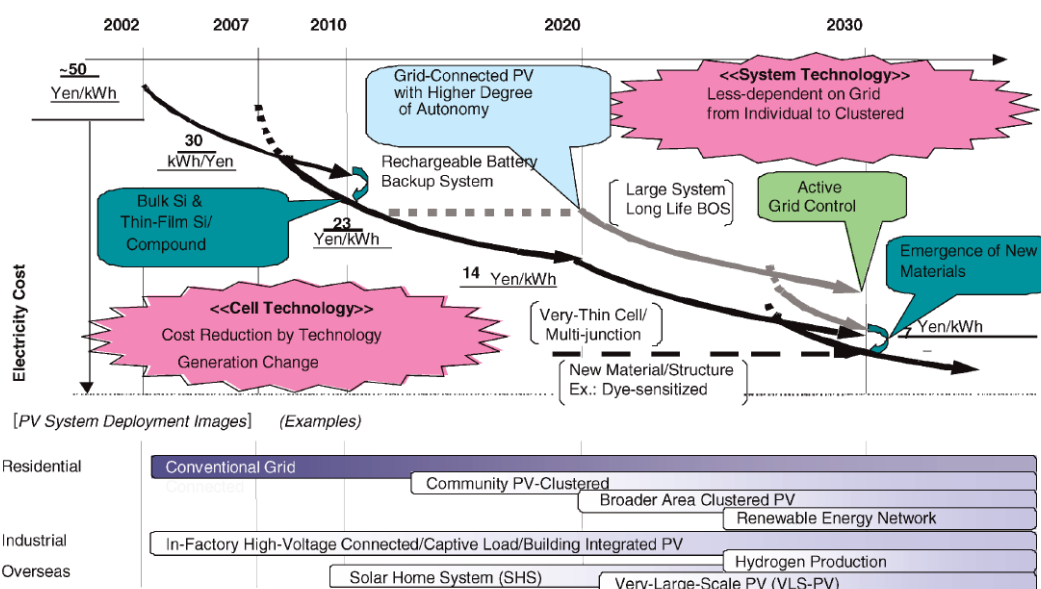 2002 2007 2010 2020 2030
~50
Yen/kWh
Grid-Connected PV
with Higher Degree
of Autonomy
<<System Technology>>
Less-dependent on Grid
from Individual to Clustered
30
kWh/Yen
Rechargeable Battery
Backup System
Large System
Long Life BOS
Active
Grid Control
Bulk Si &
Thin-Film Si/
Compound
23
Yen/kWh
Emergence of New
Materials
14 Yen/kWh
Electricity Cost
<<Cell Technology>>
Cost Reduction by Technology
Generation Change
Very-Thin Cell/
Multi-junction
7 Yen/kWh
New Material/Structure
Ex.: Dye-sensitized
[PV System Deployment Images] (Examples)
Residential
Conventional Grid
Connected
Community PV-Clustered
Broader Area Clustered PV
Renewable Energy Network
Industrial
In-Factory High-Voltage Connected/Captive Load/Building Integrated PV
Hydrogen Production
Overseas
Solar Home System (SHS)
Very-Large-Scale PV (VLS-PV)